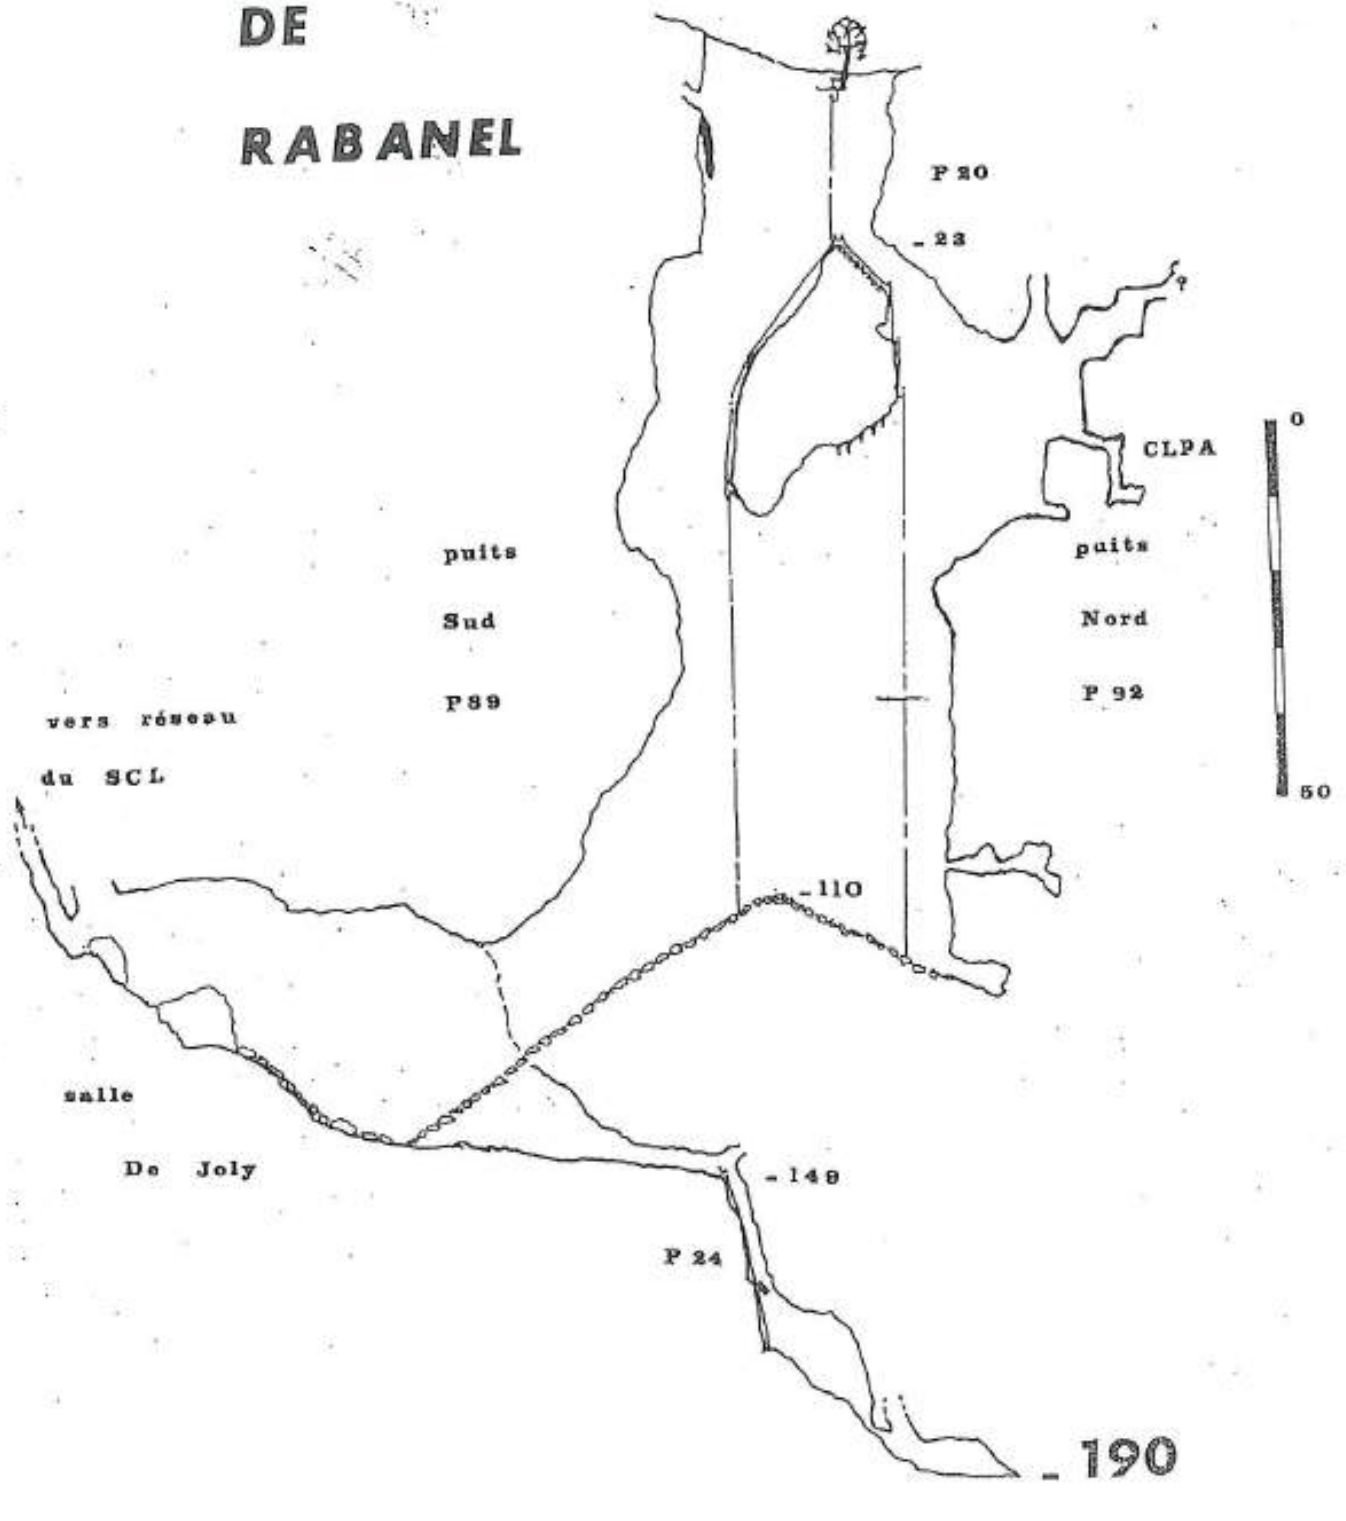 DE
RABANEL
P 20
- 23
?
0
CLPA
puits
Sud
P89
puits
Nord
P 92
vers réseau
du SCL
50
- 110
salle
De Joly
- 149
P 24
- 190